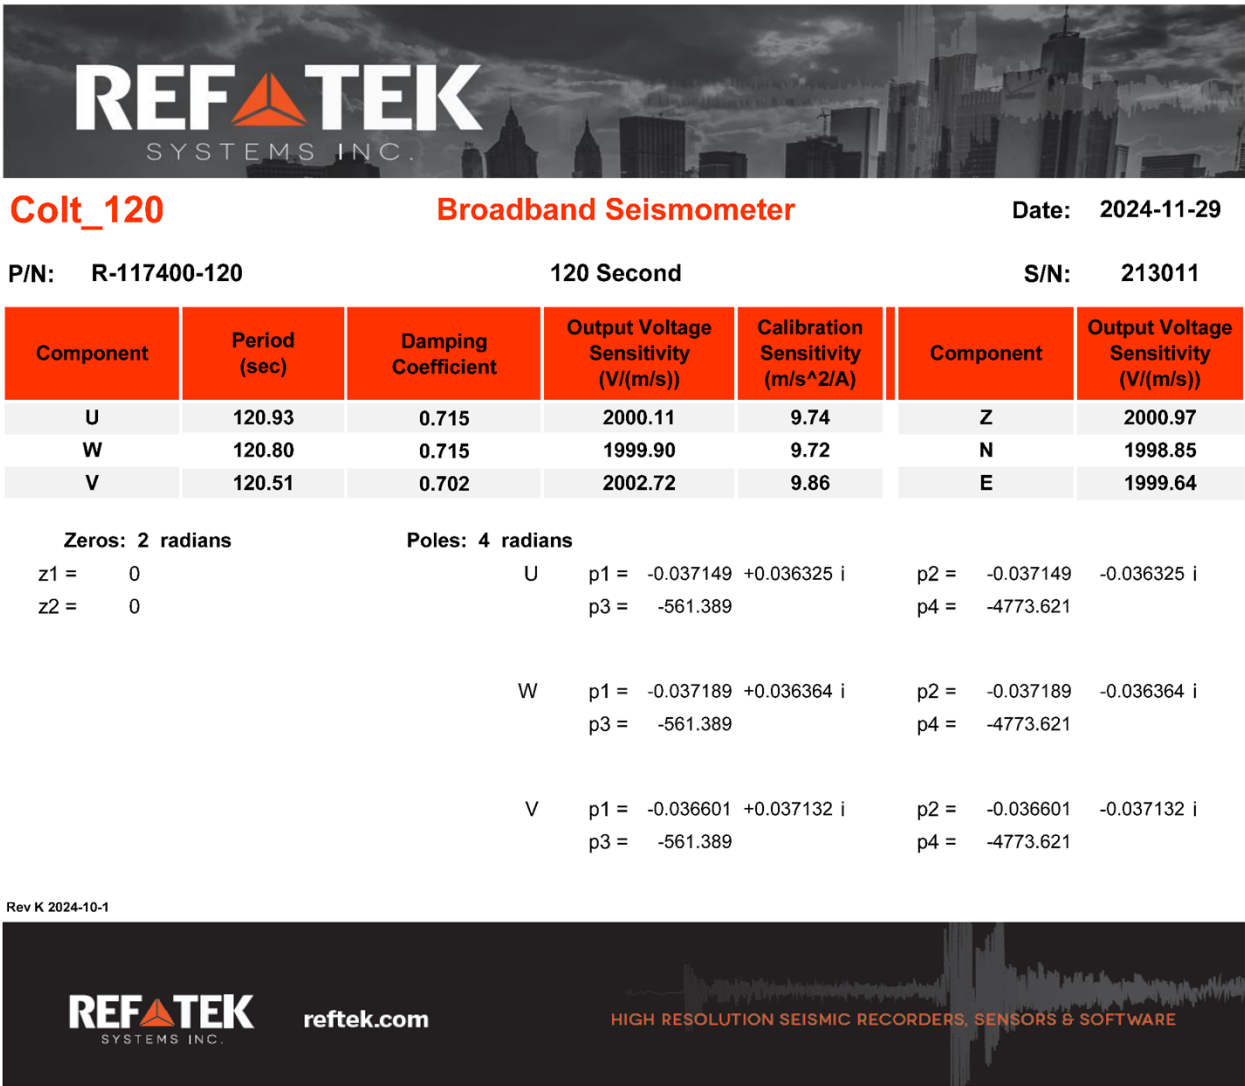 REFTEK
SYSTEMS INC.
Colt_120 Broadband Seismometer Date: 2024-11-29
P/N: R-117400-120 120 Second S/N: 213011
Component Period (sec) Damping Coefficient Output Voltage Sensitivity (V/(m/s)) Calibration Sensitivity (m/s^2/A) Component Output Voltage Sensitivity (V/(m/s))
U 120.93 0.715 2000.11 9.74 Z 2000.97
W 120.80 0.715 1999.90 9.72 N 1998.85
V 120.51 0.702 2002.72 9.86 E 1999.64
Zeros: 2 radians Poles: 4 radians
z1 = 0 U p1 = -0.037149 +0.036325 i p2 = -0.037149 -0.036325 i
z2 = 0 p3 = -561.389 p4 = -4773.621
W p1 = -0.037189 +0.036364 i p2 = -0.037189 -0.036364 i
p3 = -561.389 p4 = -4773.621
V p1 = -0.036601 +0.037132 i p2 = -0.036601 -0.037132 i
p3 = -561.389 p4 = -4773.621
Rev K 2024-10-1
REFTEK
SYSTEMS INC.
reftek.com
HIGH RESOLUTION SEISMIC RECORDERS, SENSORS & SOFTWARE